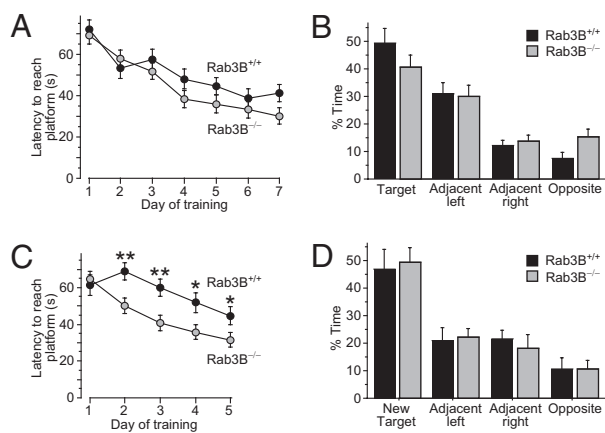 A
Latency to reach
platform (s)
60
40
20
0
Rab3B+/+
Rab3B–/–
1 2 3 4 5 6 7
Day of training
B
% Time
50
40
30
20
10
0
Rab3B+/+
Rab3B–/–
Target
Adjacent
left
Adjacent
right
Opposite
C
Latency to reach
platform (s)
80
60
40
20
0
** ** * *
Rab3B+/+
Rab3B–/–
1 2 3 4 5
Day of training
D
% Time
50
40
30
20
10
0
Rab3B+/+
Rab3B–/–
New
Target
Adjacent
left
Adjacent
right
Opposite